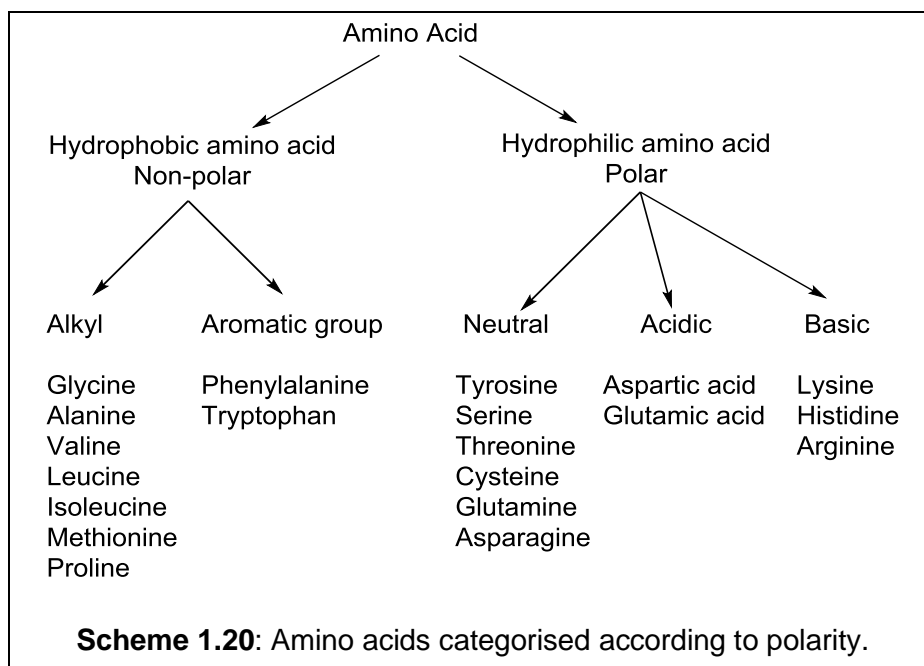 Amino Acid
Hydrophobic amino acid
Non-polar
Hydrophilic amino acid
Polar
Alkyl
Glycine
Alanine
Valine
Leucine
Isoleucine
Methionine
Proline
Aromatic group
Phenylalanine
Tryptophan
Neutral
Tyrosine
Serine
Threonine
Cysteine
Glutamine
Asparagine
Acidic
Aspartic acid
Glutamic acid
Basic
Lysine
Histidine
Arginine
Scheme 1.20: Amino acids categorised according to polarity.